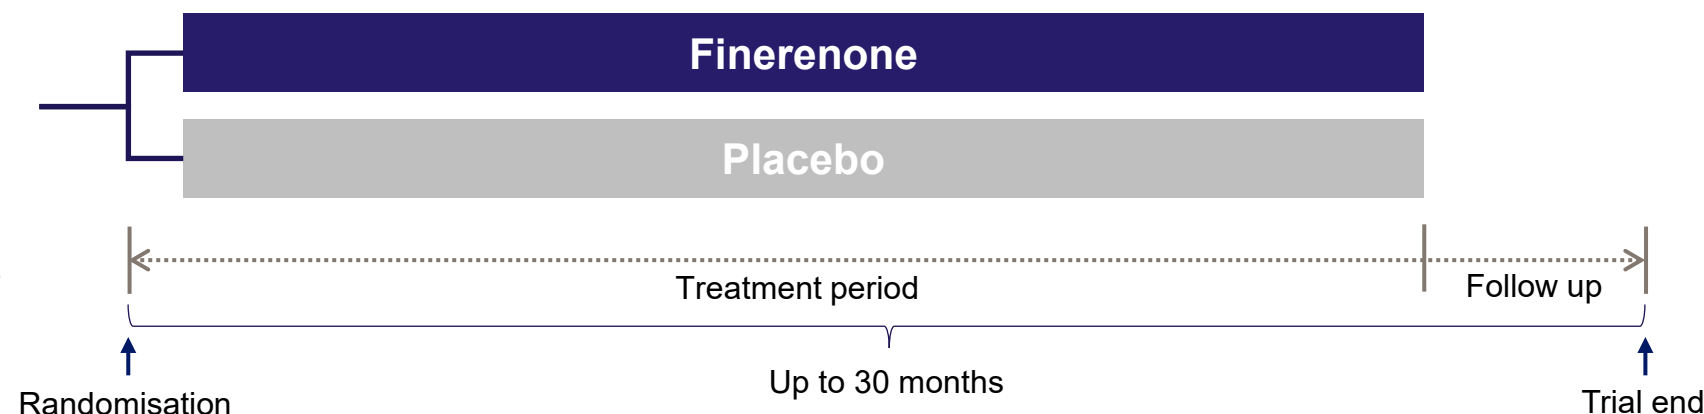 Finerenone
Placebo
Treatment period
Follow up
Up to 30 months
Randomisation
Trial end